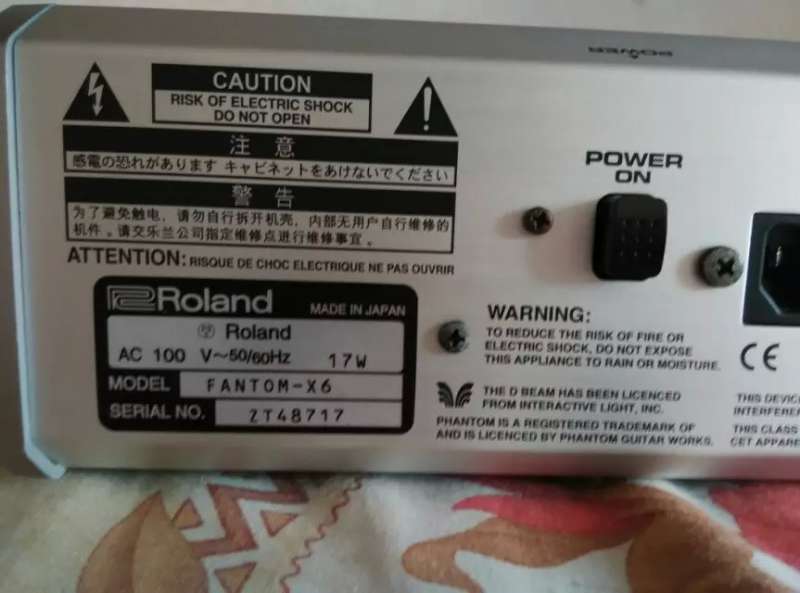 POWER
CAUTION
RISK OF ELECTRIC SHOCK
DO NOT OPEN
注 意
感電の恐れがあります キャビネットをあけないでください
警 告
为了避免触电，请勿自行拆开机壳，内部无用户自行维修的
机件。请交乐兰公司指定维修点进行维修事宜。
ATTENTION: RISQUE DE CHOC ELECTRIQUE NE PAS OUVRIR
Roland MADE IN JAPAN
Roland
AC 100 V~50/60Hz 17W
MODEL FANTOM-X6
SERIAL NO. ZT48717
POWER
ON
WARNING:
TO REDUCE THE RISK OF FIRE OR
ELECTRIC SHOCK, DO NOT EXPOSE
THIS APPLIANCE TO RAIN OR MOISTURE.
CE
THE D BEAM HAS BEEN LICENCED
FROM INTERACTIVE LIGHT, INC.
PHANTOM IS A REGISTERED TRADEMARK OF
AND IS LICENCED BY PHANTOM GUITAR WORKS.
THIS
THIS CLASS
CET